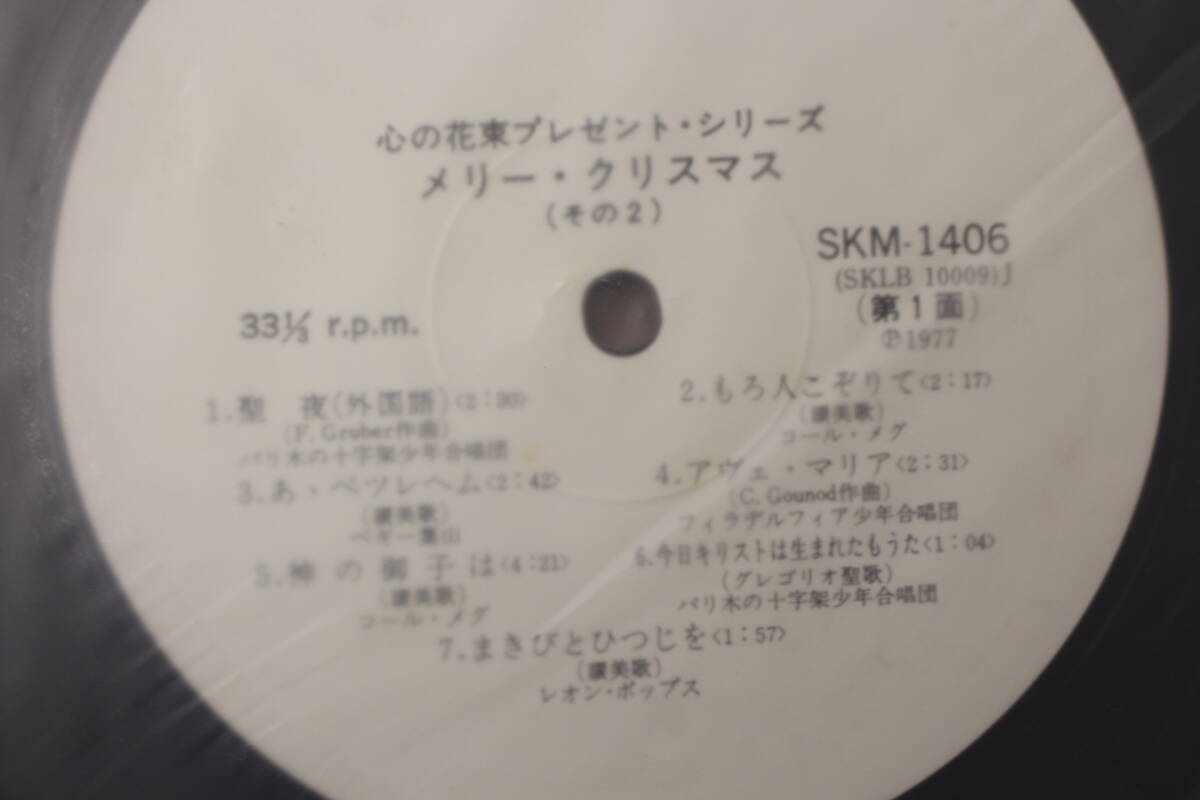 心の花束プレゼント・シリーズ
メリー・クリスマス
(その2)
SKM-1406
(SKLB 10009)J
(第1面)
℗1977
33⅓ r.p.m.
1.聖 夜(外国語)<2:30>
(F. Gruber作曲)
パリ木の十字架少年合唱団
2.もろ人こぞりて<2:17>
(讃美歌)
コール・メグ
3.あゝベツレヘム<2:42>
(讃美歌)
ペギー葉山
4.アヴェ・マリア<2:31>
(C. Gounod作曲)
フィラデルフィア少年合唱団
5.神の御子は<4:21>
(讃美歌)
コール・メグ
6.今日キリストは生まれたもうた<1:04>
(グレゴリオ聖歌)
パリ木の十字架少年合唱団
7.まきびとひつじを<1:57>
(讃美歌)
レオン・ポップス